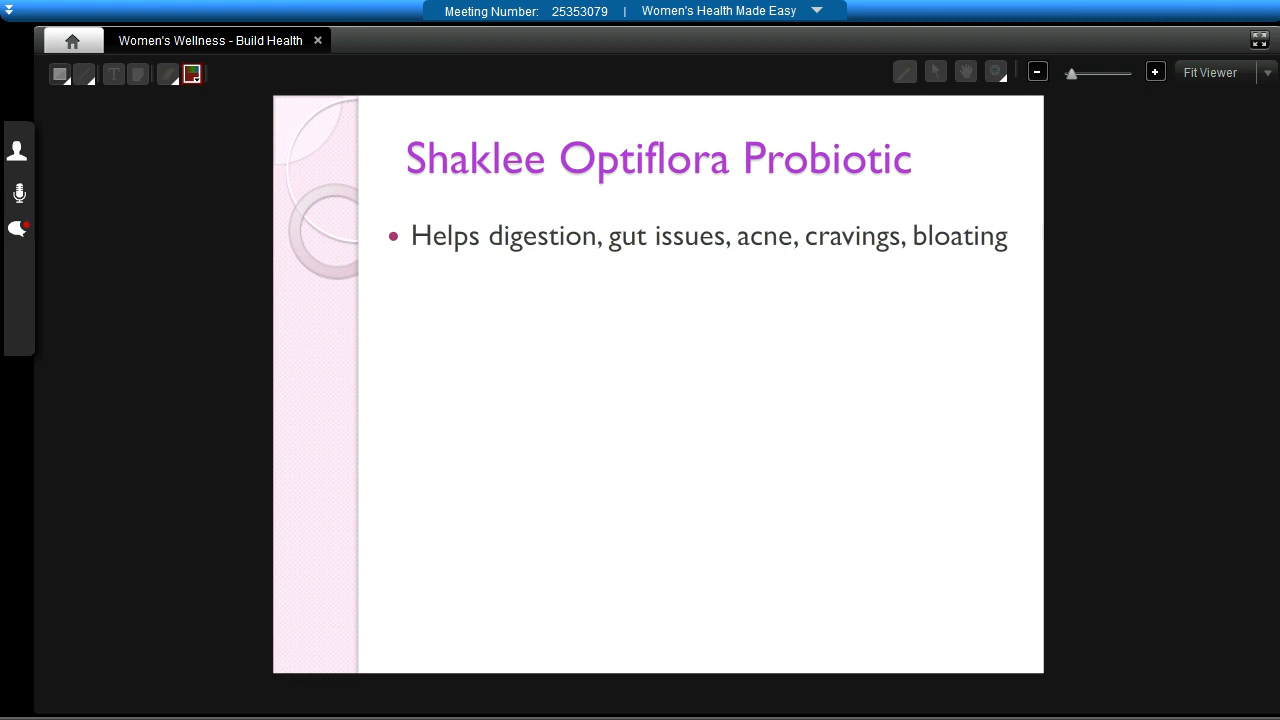 Meeting Number: 25353079 | Women's Health Made Easy
Women's Wellness - Build Health
T
Fit Viewer
Shaklee Optiflora Probiotic
• Helps digestion, gut issues, acne, cravings, bloating